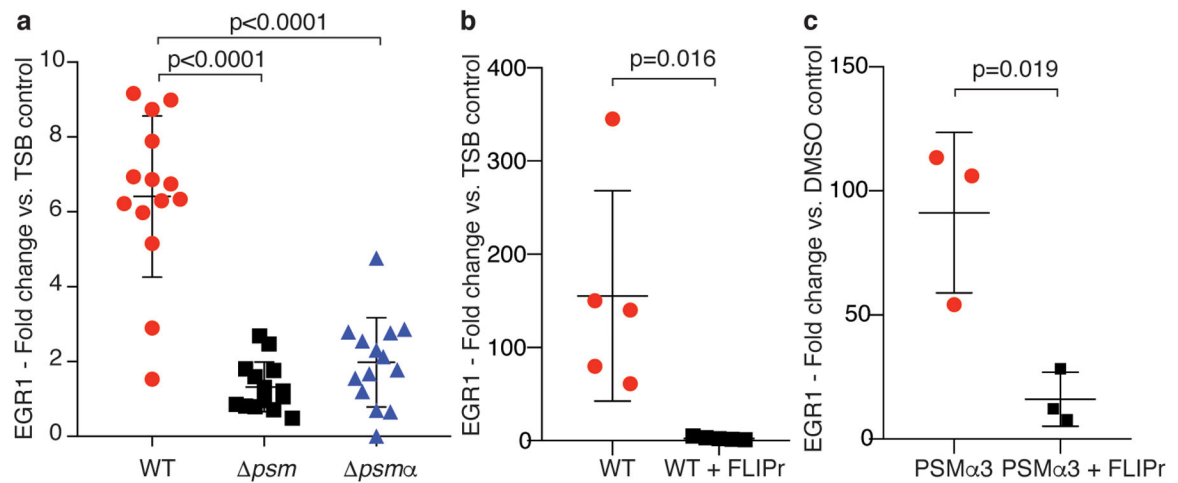 a
p<0.0001
p<0.0001
EGR1 - Fold change vs. TSB control
10
8
6
4
2
0
WT
Δpsm
Δpsmα
b
p=0.016
EGR1 - Fold change vs. TSB control
400
300
200
100
0
WT
WT + FLIPr
c
p=0.019
EGR1 - Fold change vs. DMSO control
150
100
50
0
PSMα3
PSMα3 + FLIPr